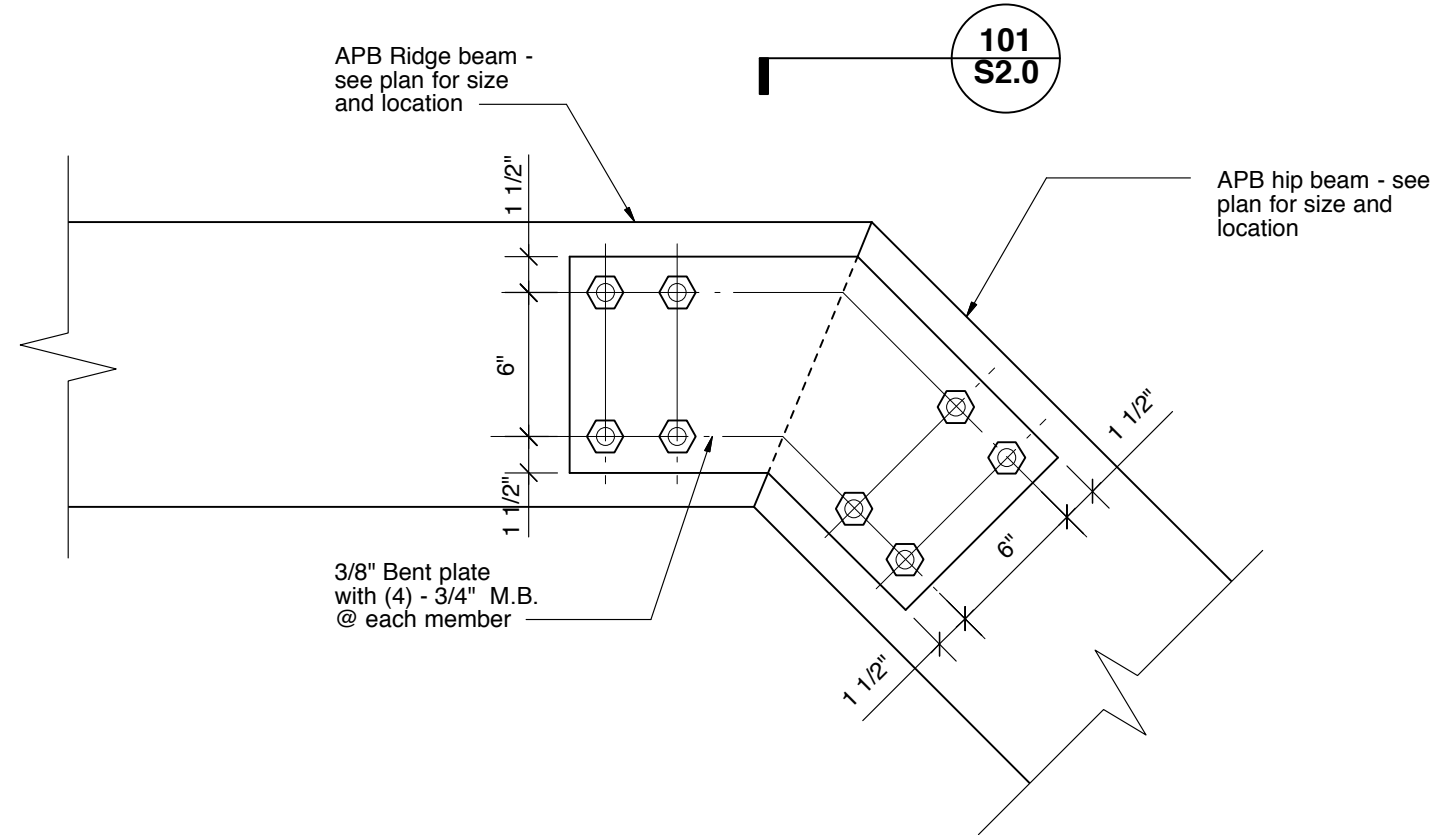 101
S2.0
APB Ridge beam -
see plan for size
and location
APB hip beam - see
plan for size and
location
1 1/2"
6"
1 1/2"
3/8" Bent plate
with (4) - 3/4"  M.B.
@ each member
1 1/2"
6"
1 1/2"